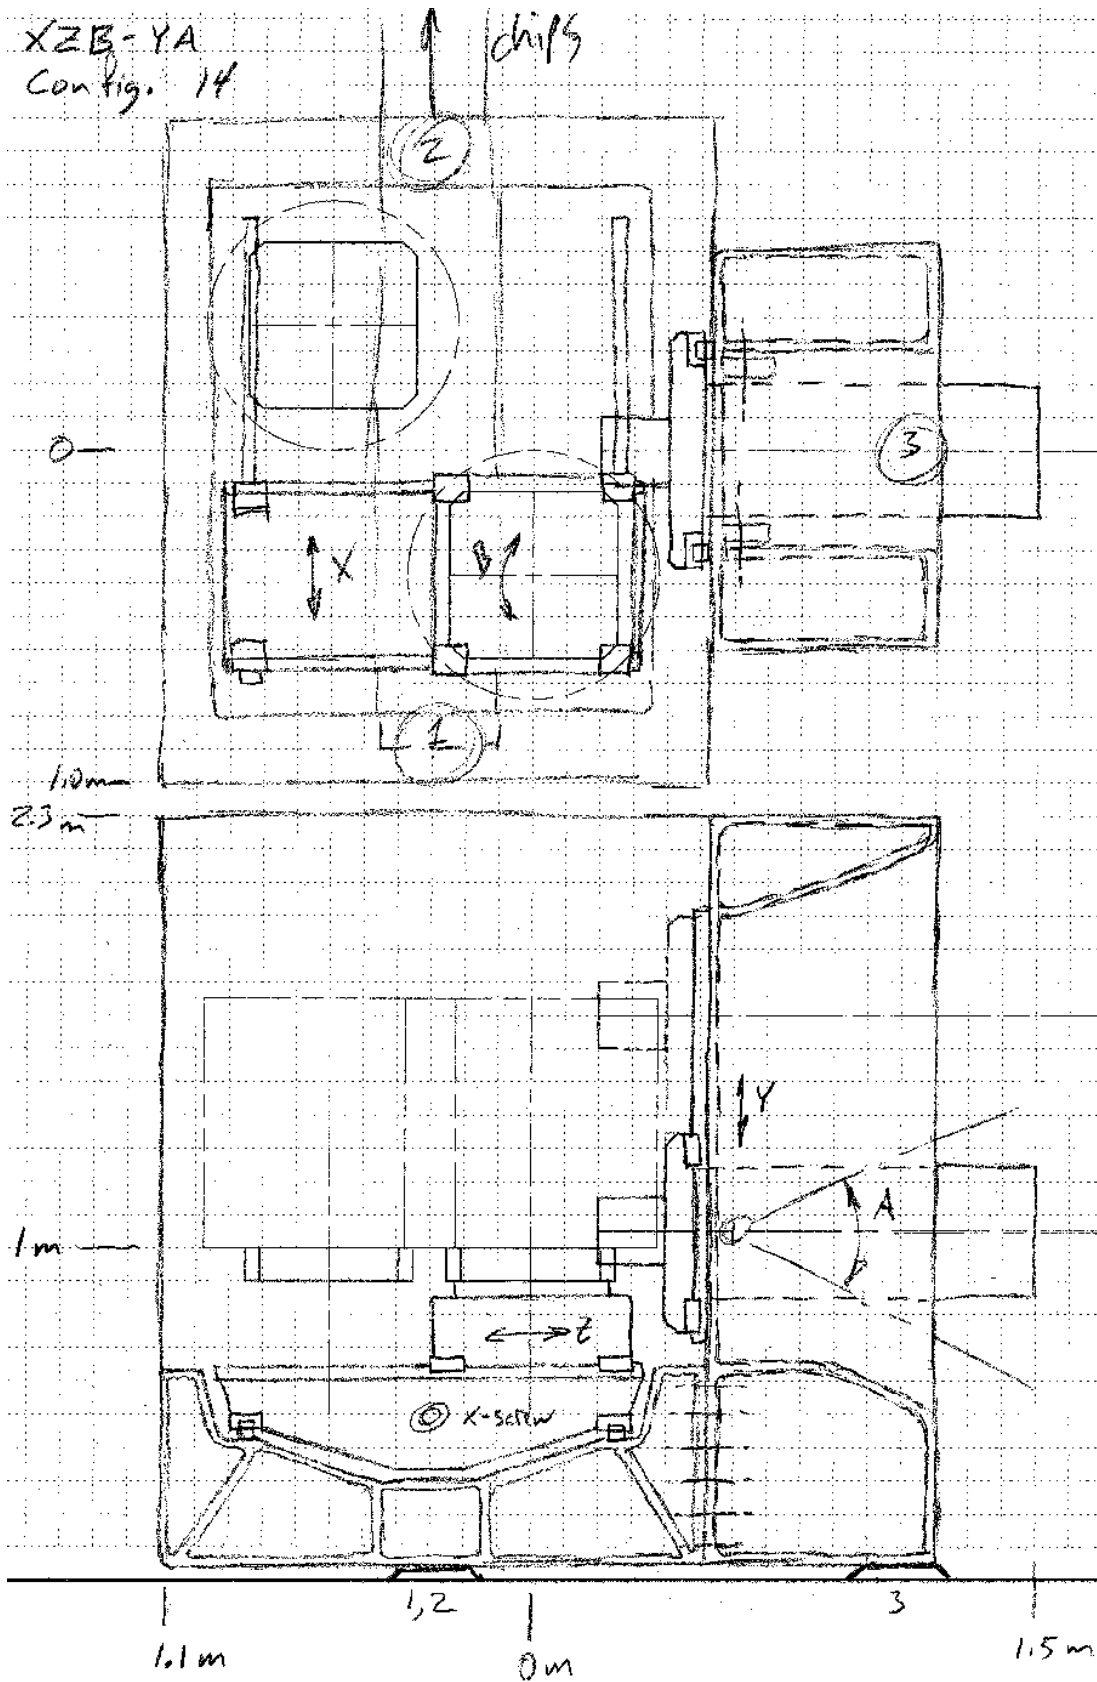 XZB-YA
Config. 14
chips
2
3
0
X
B
1
1.0m
2.3m
Y
A
1m
Z
X-screw
1,2
3
1.1m
0m
1.5m